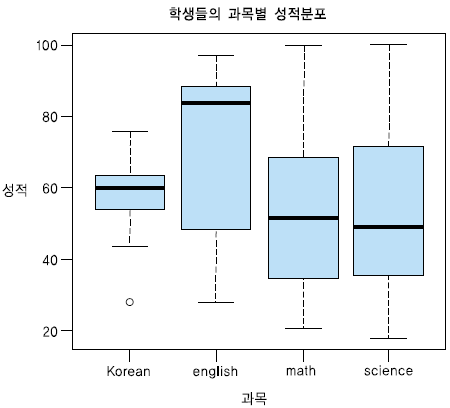 학생들의 과목별 성적분포
100
80
60
40
20
성적
Korean
english
math
science
과목